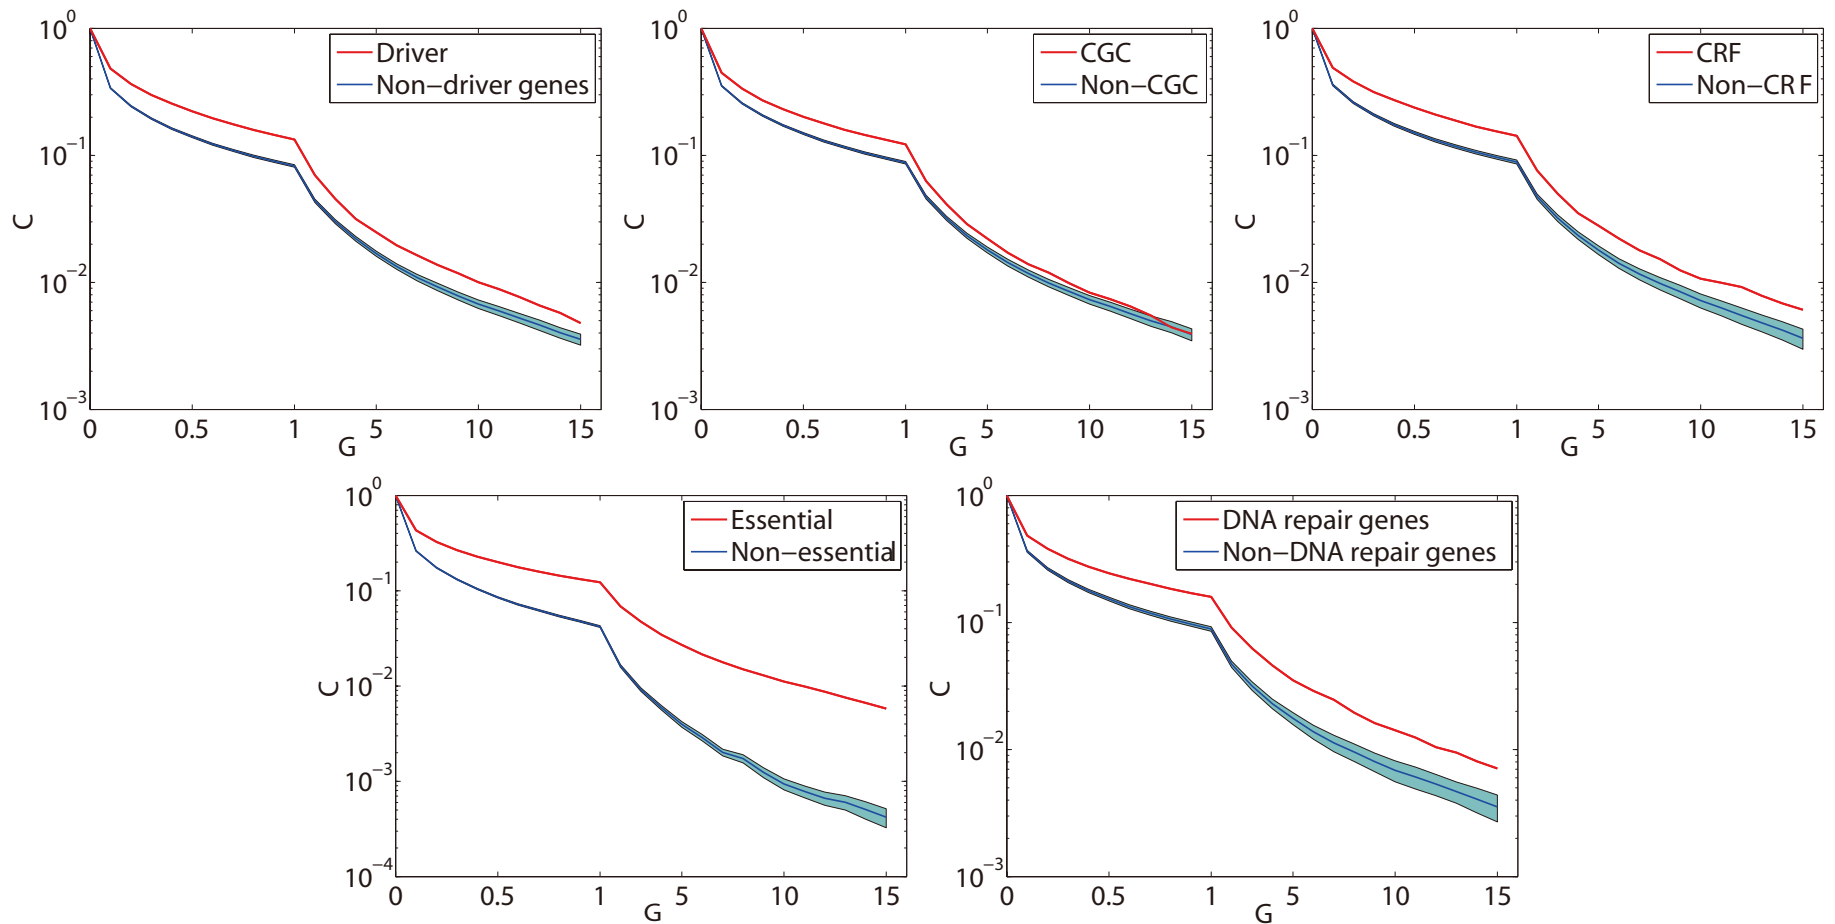 10^0
10^−1
10^−2
10^−3
C
0 0.5 1 5 10 15
G
Driver
Non−driver genes
10^0
10^−1
10^−2
10^−3
C
0 0.5 1 5 10 15
G
CGC
Non−CGC
10^0
10^−1
10^−2
10^−3
C
0 0.5 1 5 10 15
G
CRF
Non−CRF
10^0
10^−1
10^−2
10^−3
10^−4
C
0 0.5 1 5 10 15
G
Essential
Non−essential
10^0
10^−1
10^−2
10^−3
C
0 0.5 1 5 10 15
G
DNA repair genes
Non−DNA repair genes